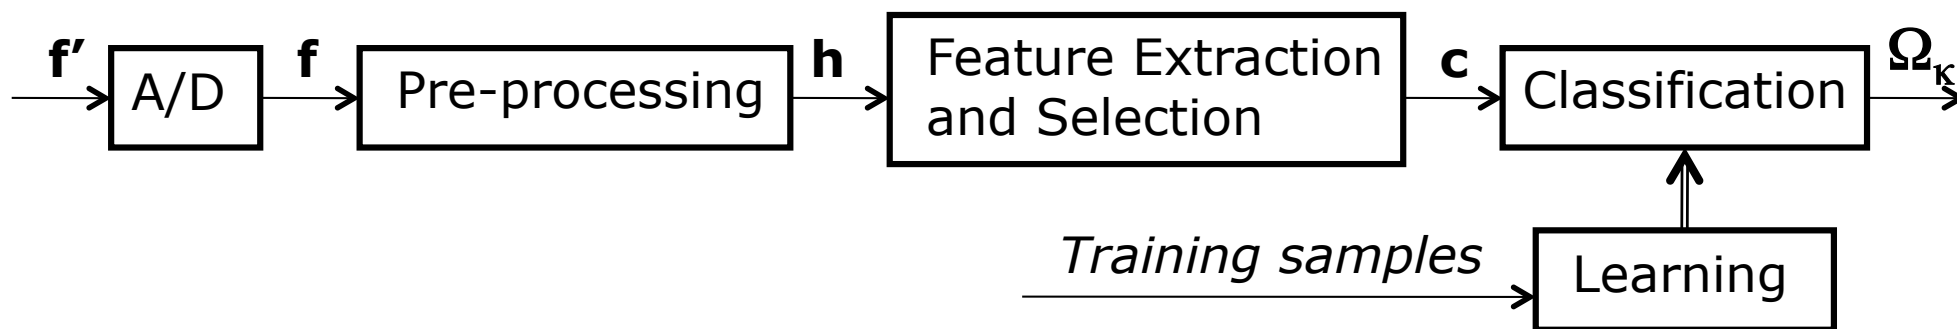 f′
A/D
f
Pre-processing
h
Feature Extraction
and Selection
c
Classification
Ωκ
Training samples
Learning